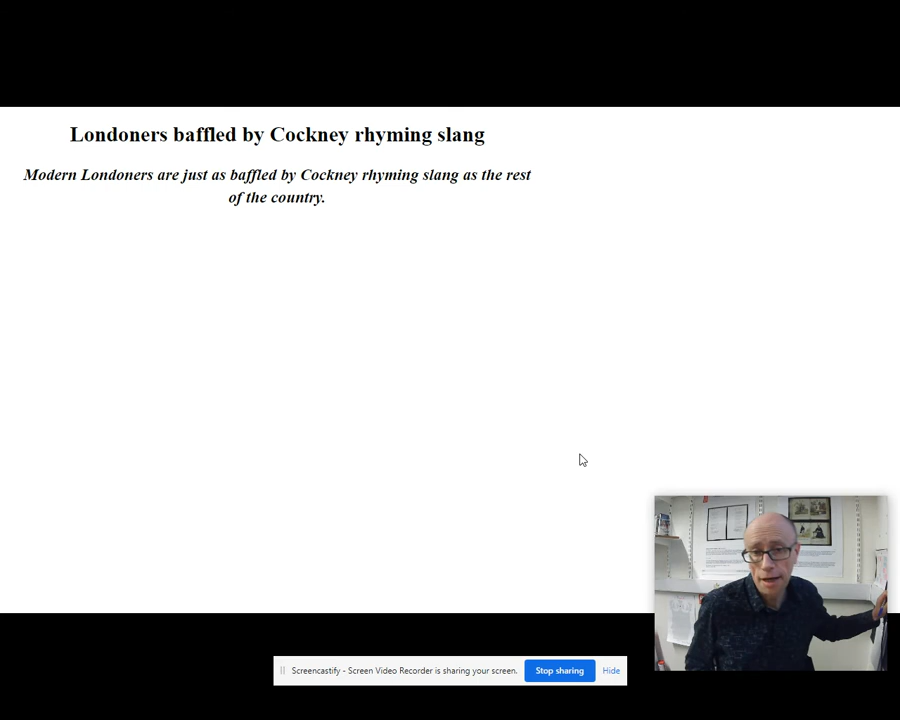 Londoners baffled by Cockney rhyming slang
Modern Londoners are just as baffled by Cockney rhyming slang as the rest
of the country.
Screencastify - Screen Video Recorder is sharing your screen.
Stop sharing
Hide